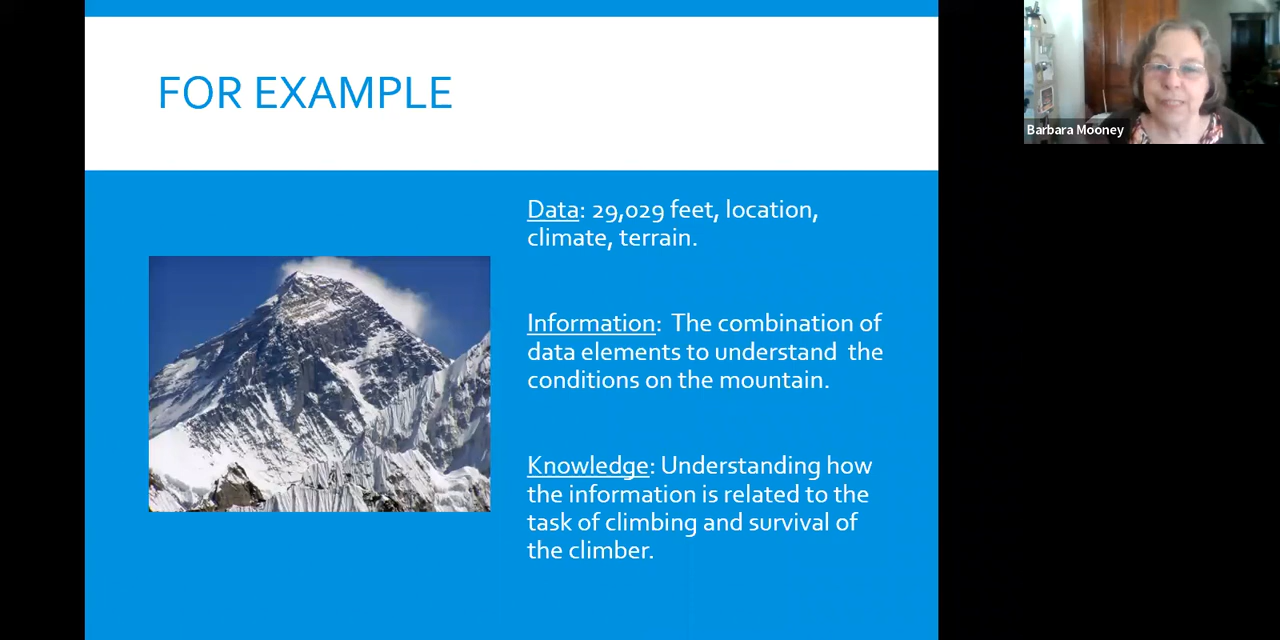 FOR EXAMPLE
Barbara Mooney
Data: 29,029 feet, location,
climate, terrain.
Information:  The combination of
data elements to understand  the
conditions on the mountain.
Knowledge: Understanding how
the information is related to the
task of climbing and survival of
the climber.